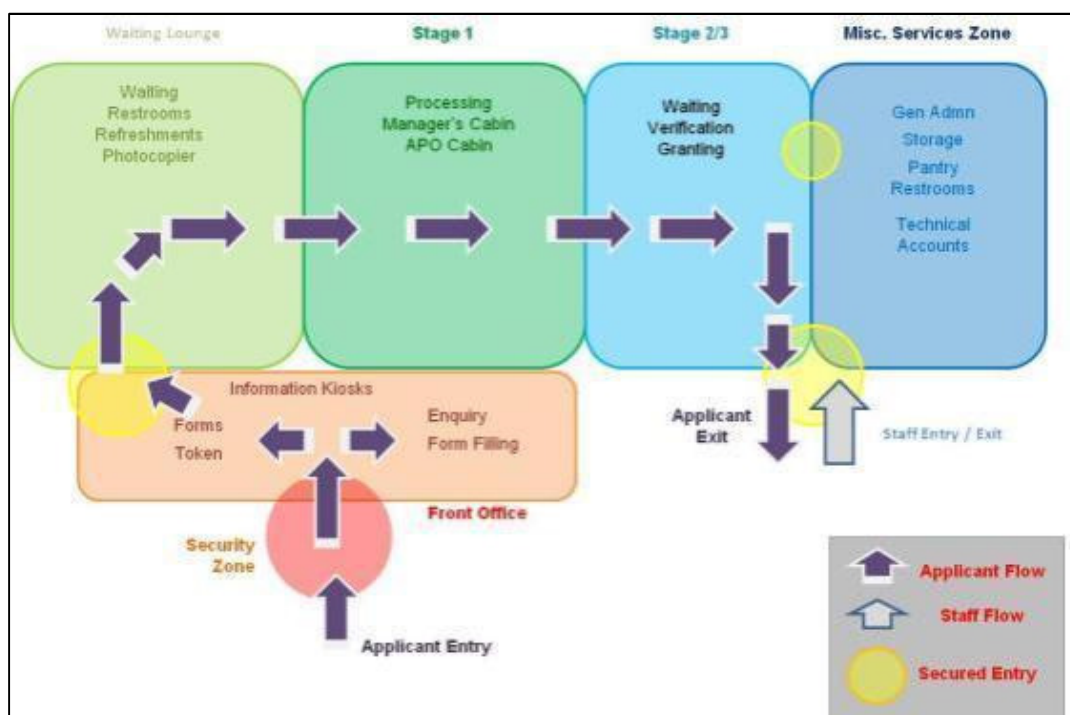 Waiting Lounge
Stage 1
Stage 2/3
Misc. Services Zone
Waiting
Restrooms
Refreshments
Photocopier
Processing
Manager's Cabin
APO Cabin
Waiting
Verification
Granting
Gen Admn
Storage
Pantry
Restrooms
Technical
Accounts
Information Kiosks
Forms
Token
Enquiry
Form Filling
Applicant
Exit
Staff Entry / Exit
Front Office
Security
Zone
Applicant Entry
Applicant Flow
Staff Flow
Secured Entry